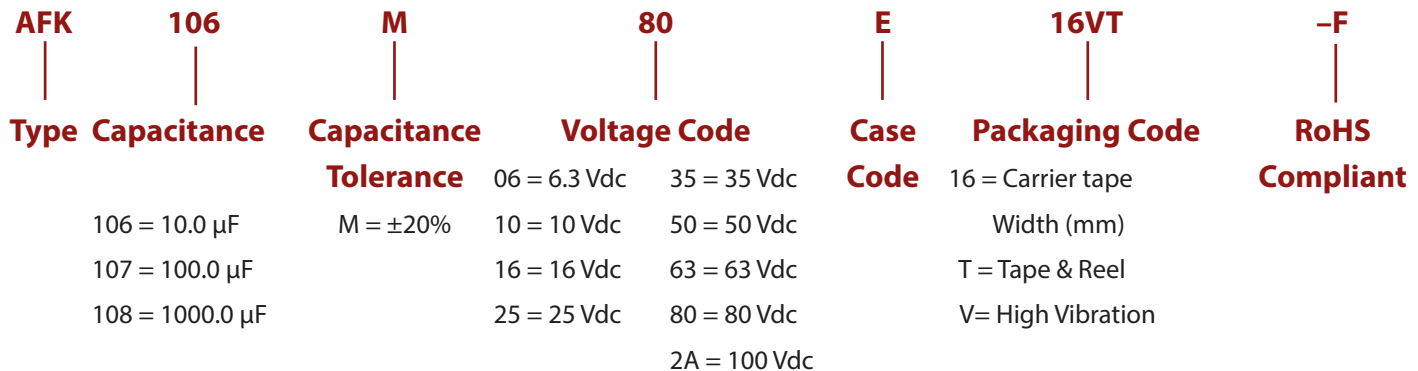 AFK 106 M 80 E 16VT –F
Type Capacitance Capacitance Voltage Code Case Packaging Code RoHS
Tolerance 06 = 6.3 Vdc 35 = 35 Vdc Code 16 = Carrier tape Compliant
106 = 10.0 µF M = ±20% 10 = 10 Vdc 50 = 50 Vdc Width (mm)
107 = 100.0 µF 16 = 16 Vdc 63 = 63 Vdc T = Tape & Reel
108 = 1000.0 µF 25 = 25 Vdc 80 = 80 Vdc V= High Vibration
2A = 100 Vdc